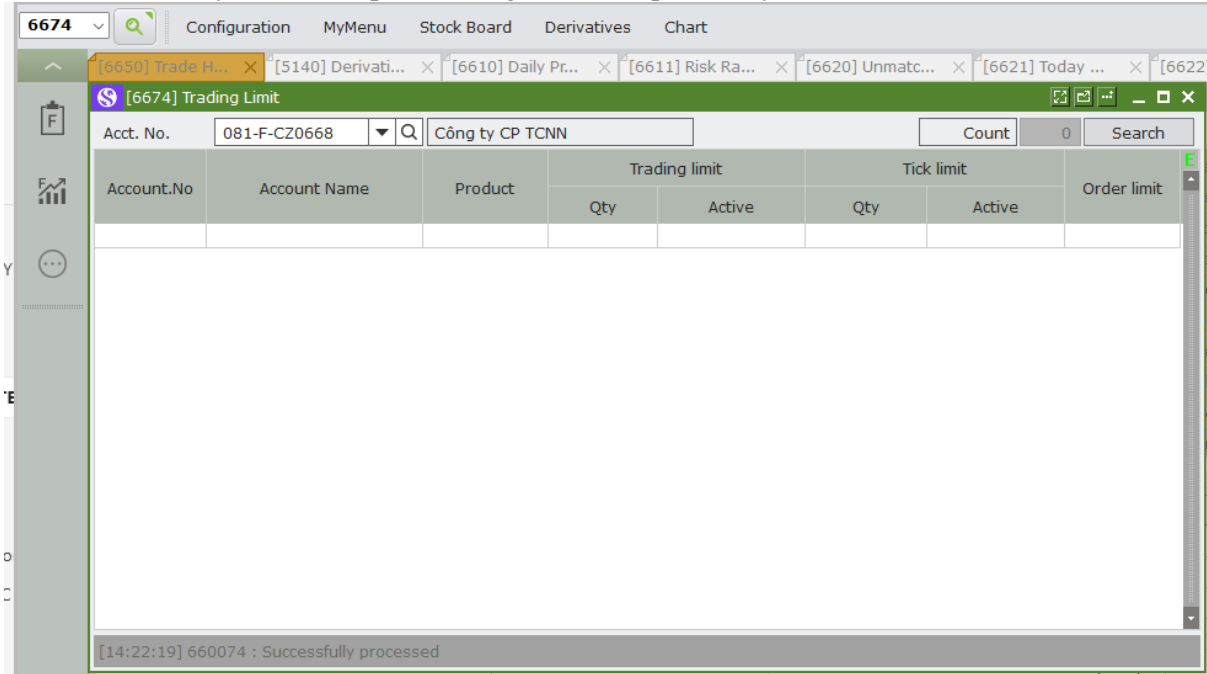 6674 Configuration MyMenu Stock Board Derivatives Chart
[6650] Trade H... [5140] Derivati... [6610] Daily Pr... [6611] Risk Ra... [6620] Unmatc... [6621] Today ... [6622]
[6674] Trading Limit
F
Acct. No. 081-F-CZ0668 Công ty CP TCNN Count 0 Search
E
Account.No Account Name Product Trading limit Tick limit Order limit
Qty Active Qty Active
F
Y
[14:22:19] 660074 : Successfully processed